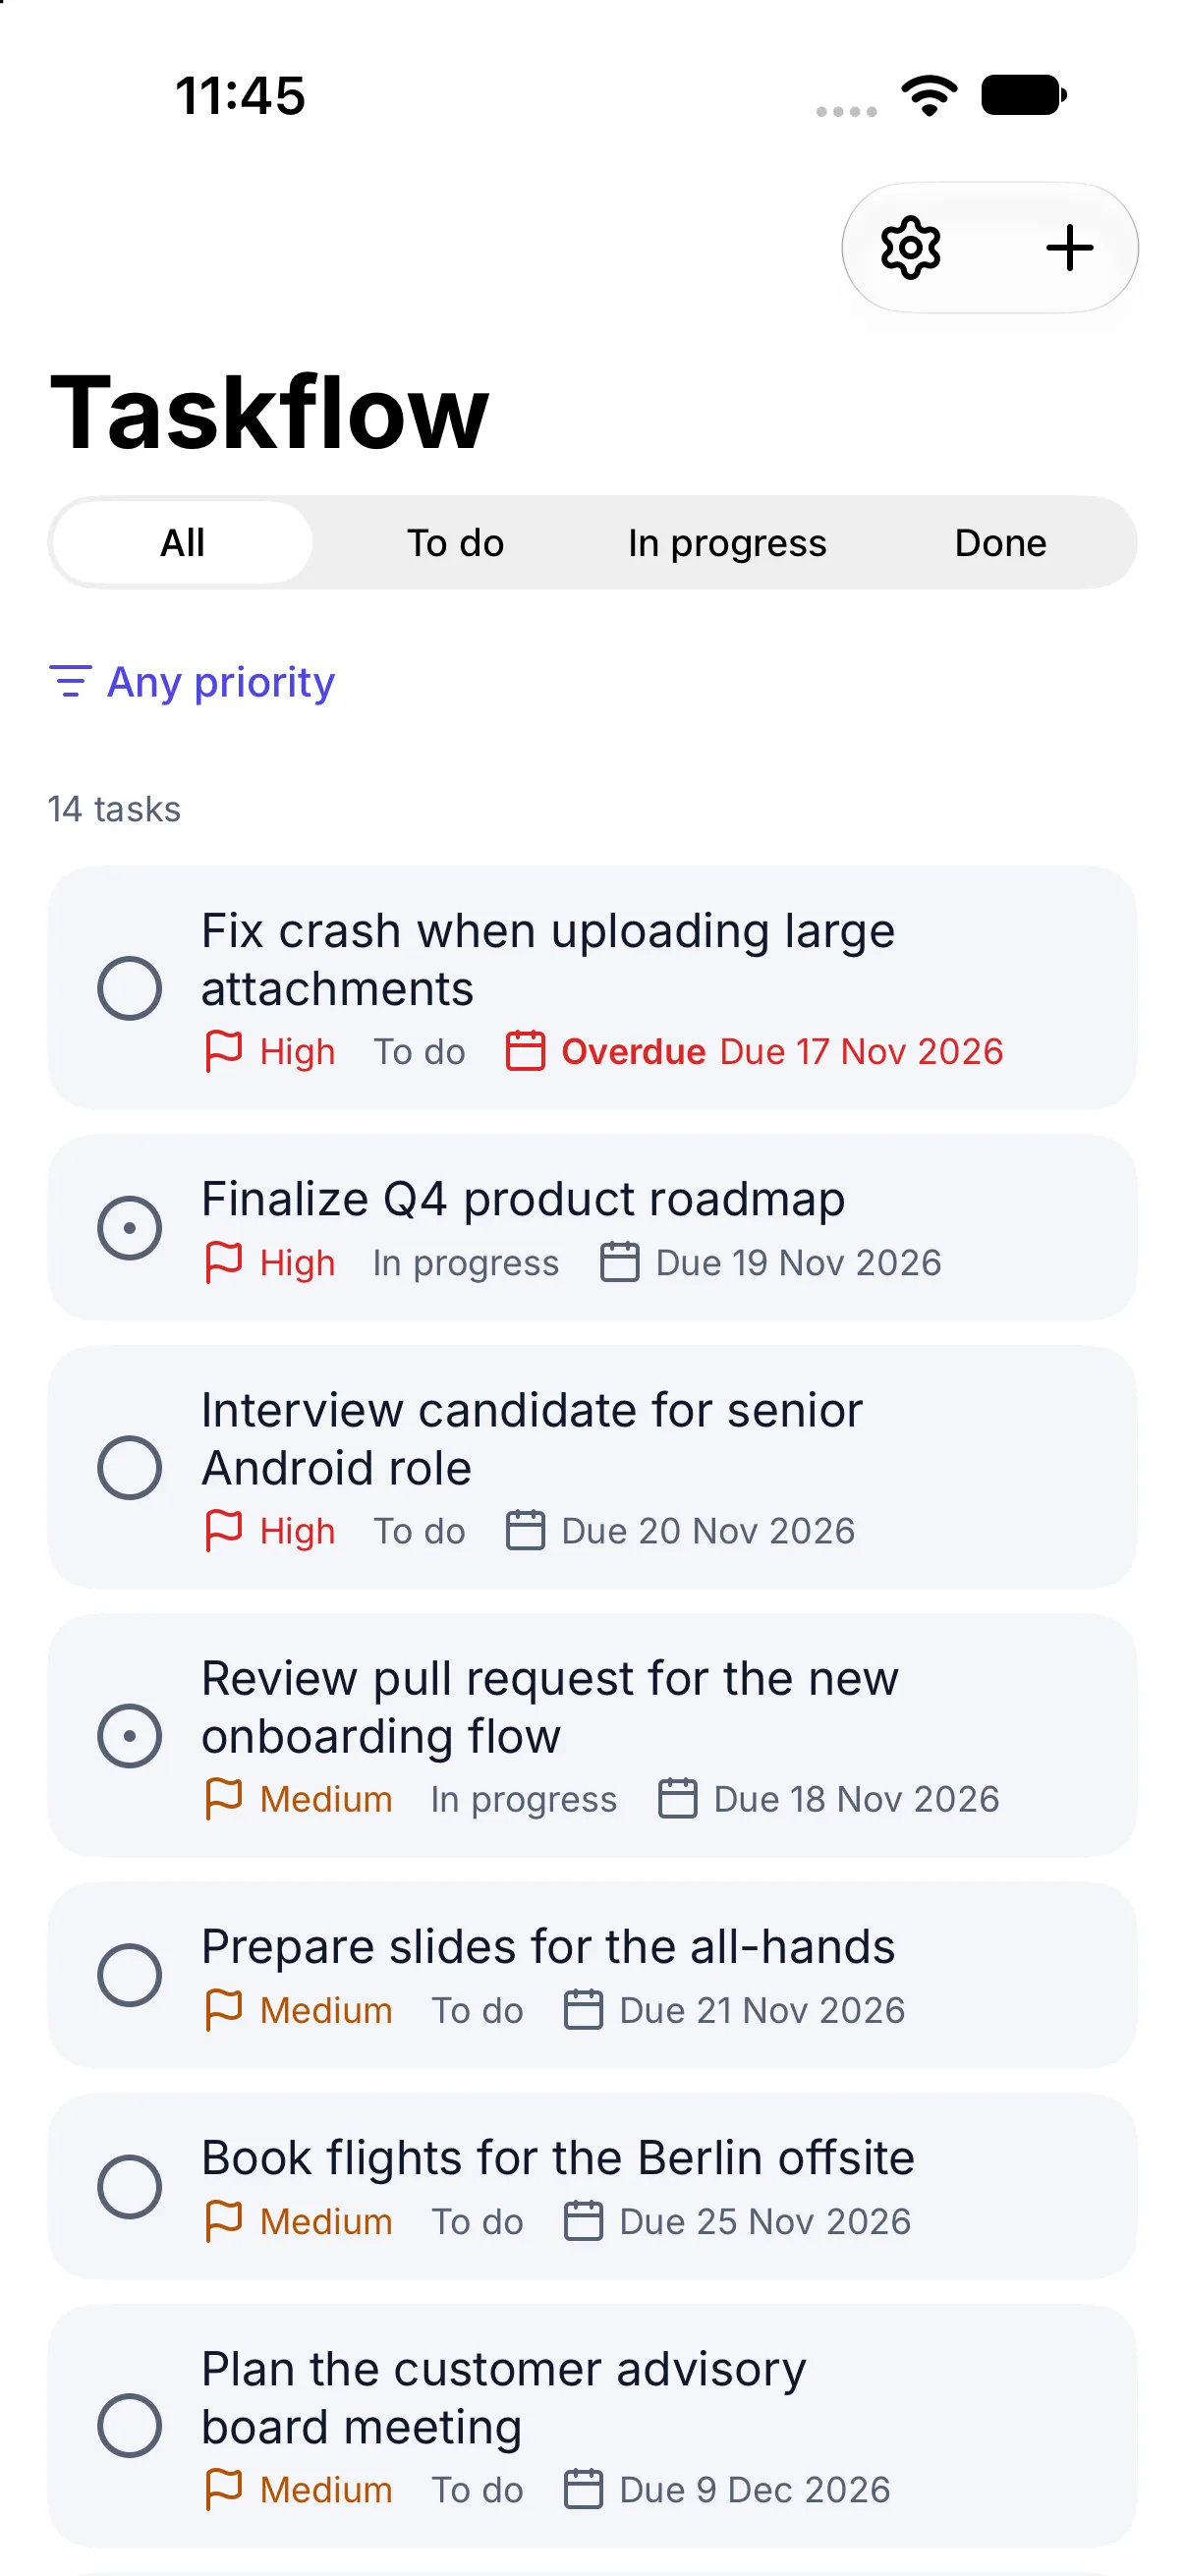 11:45
Taskflow
All To do In progress Done
Any priority
14 tasks
Fix crash when uploading large
attachments
High To do Overdue Due 17 Nov 2026
Finalize Q4 product roadmap
High In progress Due 19 Nov 2026
Interview candidate for senior
Android role
High To do Due 20 Nov 2026
Review pull request for the new
onboarding flow
Medium In progress Due 18 Nov 2026
Prepare slides for the all-hands
Medium To do Due 21 Nov 2026
Book flights for the Berlin offsite
Medium To do Due 25 Nov 2026
Plan the customer advisory
board meeting
Medium To do Due 9 Dec 2026